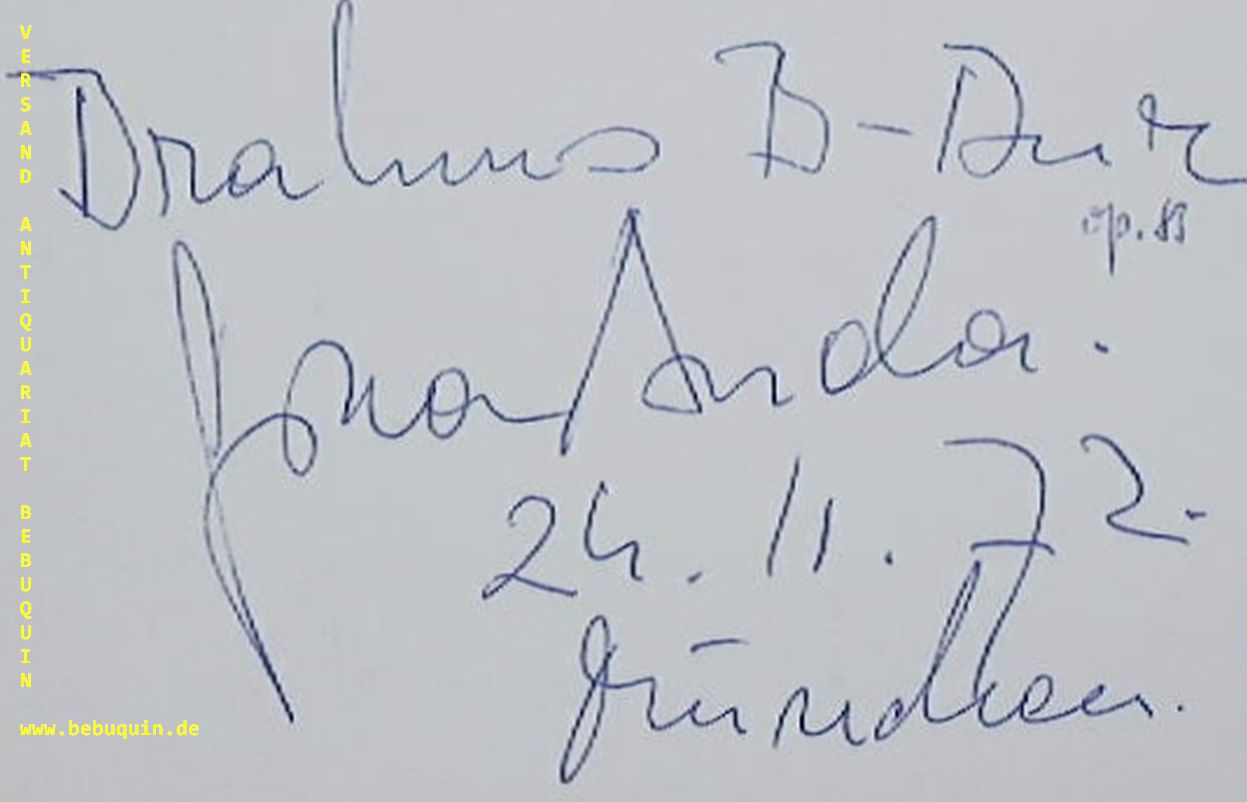 Brahms B-Dur
op. 83
Géza Anda.
24. 11. 72.
München.
VERSAND ANTIQUARIAT BEBUQUIN
www.bebuquin.de